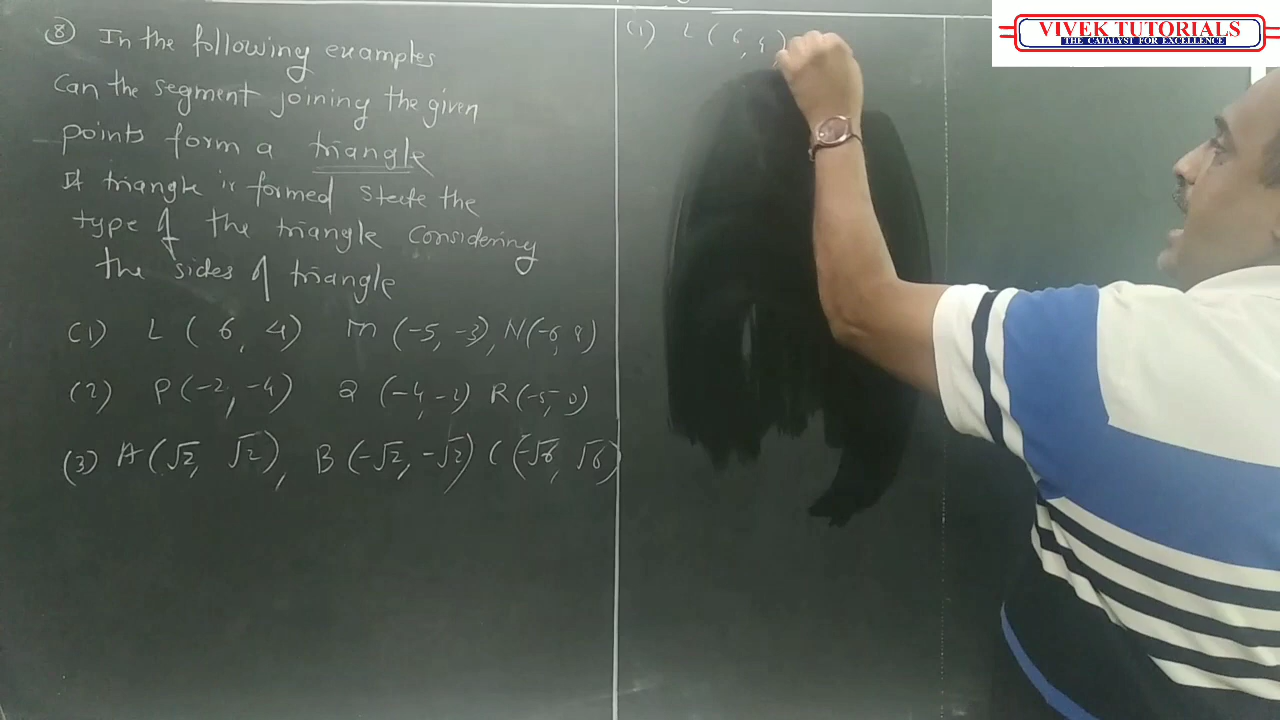 VIVEK TUTORIALS
THE CATALYST FOR EXCELLENCE
(8) In the following examples
Can the segment joining the given
points form a triangle
If triangle is formed state the
type of the triangle considering
the sides of triangle
(1) L (6, 4) M (-5, -3), N(-6, 8)
(2) P(-2, -4) Q (-4, -2) R(-5, 0)
(3) A(√2, √2), B (-√2, -√2) C (-√6, √6)
(1) L (6, 4)